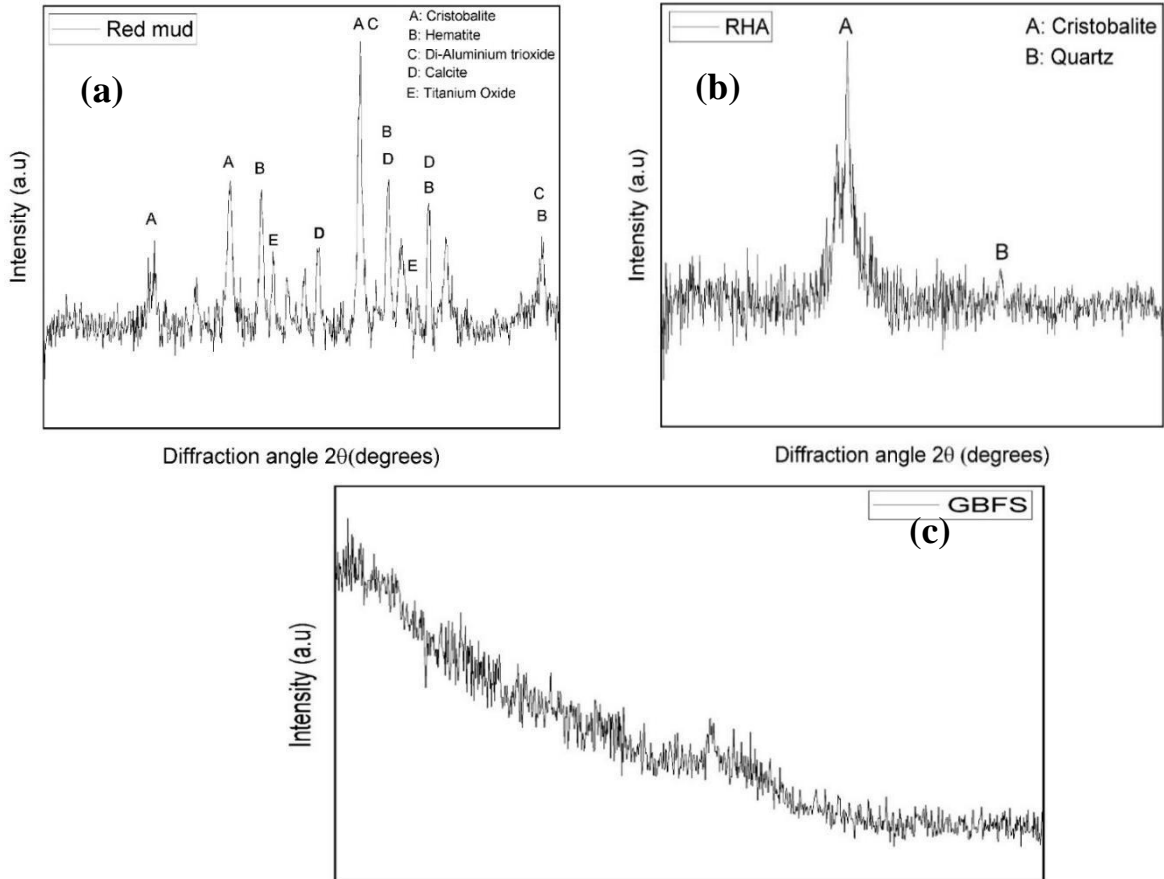 Red mud
A: Cristobalite
B: Hematite
C: Di-Aluminium trioxide
D: Calcite
E: Titanium Oxide
(a)
A C
B
D
D
B
A
B
A
E
D
E
C
B
Intensity (a.u)
Diffraction angle 2θ(degrees)
RHA
A: Cristobalite
B: Quartz
(b)
A
B
Intensity (a.u)
Diffraction angle 2θ (degrees)
GBFS
(c)
Intensity (a.u)